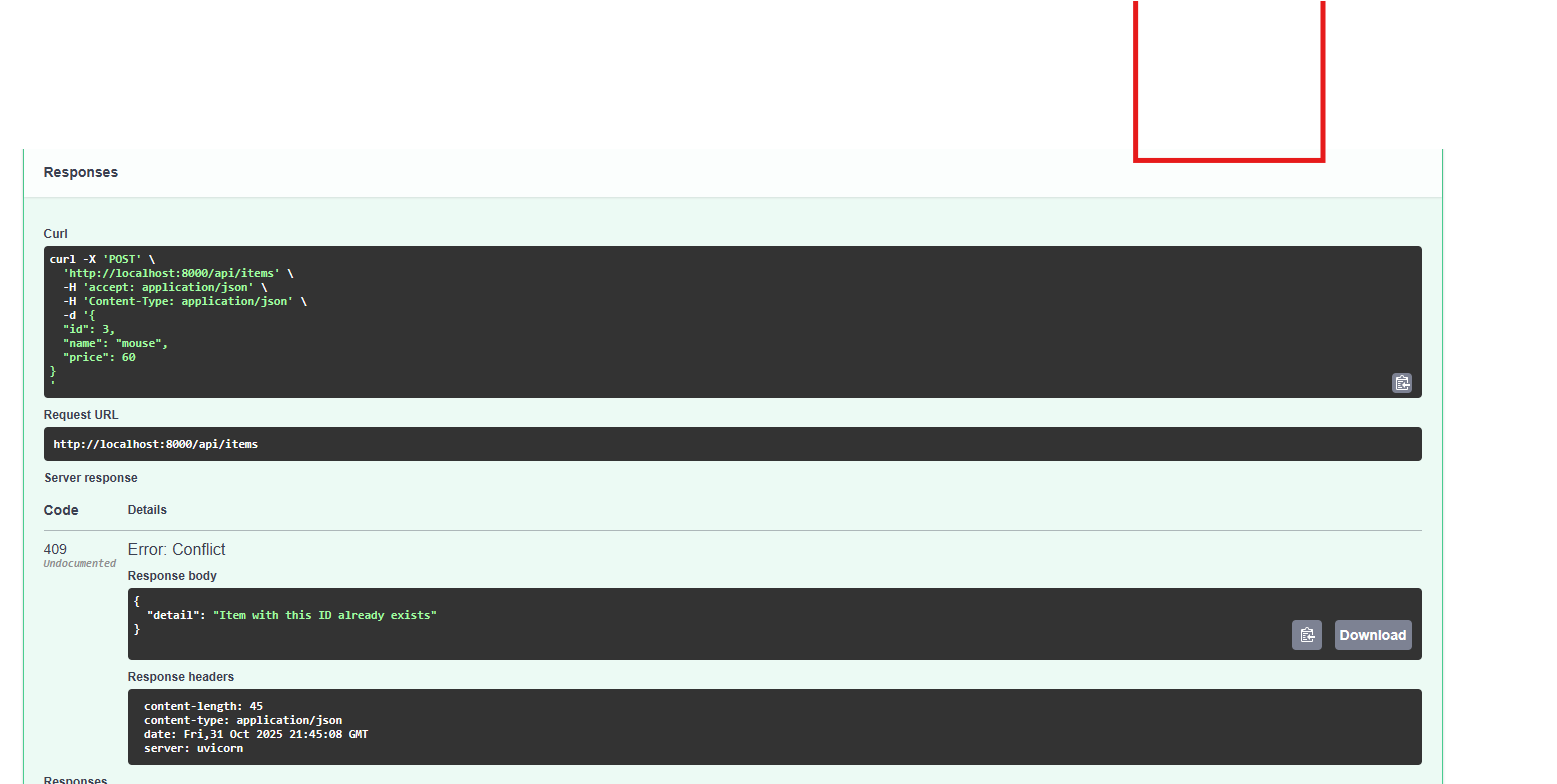 Responses
Curl
curl -X 'POST' \
  'http://localhost:8000/api/items' \
  -H 'accept: application/json' \
  -H 'Content-Type: application/json' \
  -d '{
  "id": 3,
  "name": "mouse",
  "price": 60
}
'
Request URL
http://localhost:8000/api/items
Server response
Code Details
409 Error: Conflict
Undocumented
Response body
{
  "detail": "Item with this ID already exists"
}
Download
Response headers
content-length: 45
content-type: application/json
date: Fri,31 Oct 2025 21:45:08 GMT
server: uvicorn
Responses